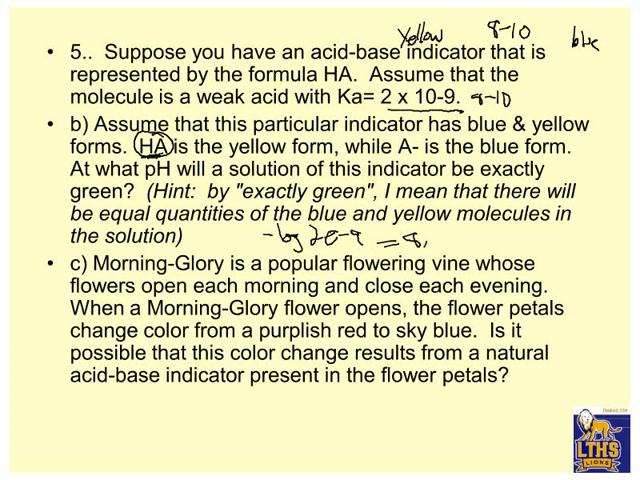 yellow 8-10 blue
• 5.. Suppose you have an acid-base indicator that is
represented by the formula HA. Assume that the
molecule is a weak acid with Ka= 2 x 10-9. 8-10
• b) Assume that this particular indicator has blue & yellow
forms. HA is the yellow form, while A- is the blue form.
At what pH will a solution of this indicator be exactly
green? (Hint: by "exactly green", I mean that there will
be equal quantities of the blue and yellow molecules in
the solution)
-log 2e-9 = 8.
• c) Morning-Glory is a popular flowering vine whose
flowers open each morning and close each evening.
When a Morning-Glory flower opens, the flower petals
change color from a purplish red to sky blue. Is it
possible that this color change results from a natural
acid-base indicator present in the flower petals?
LTHS
LIONS